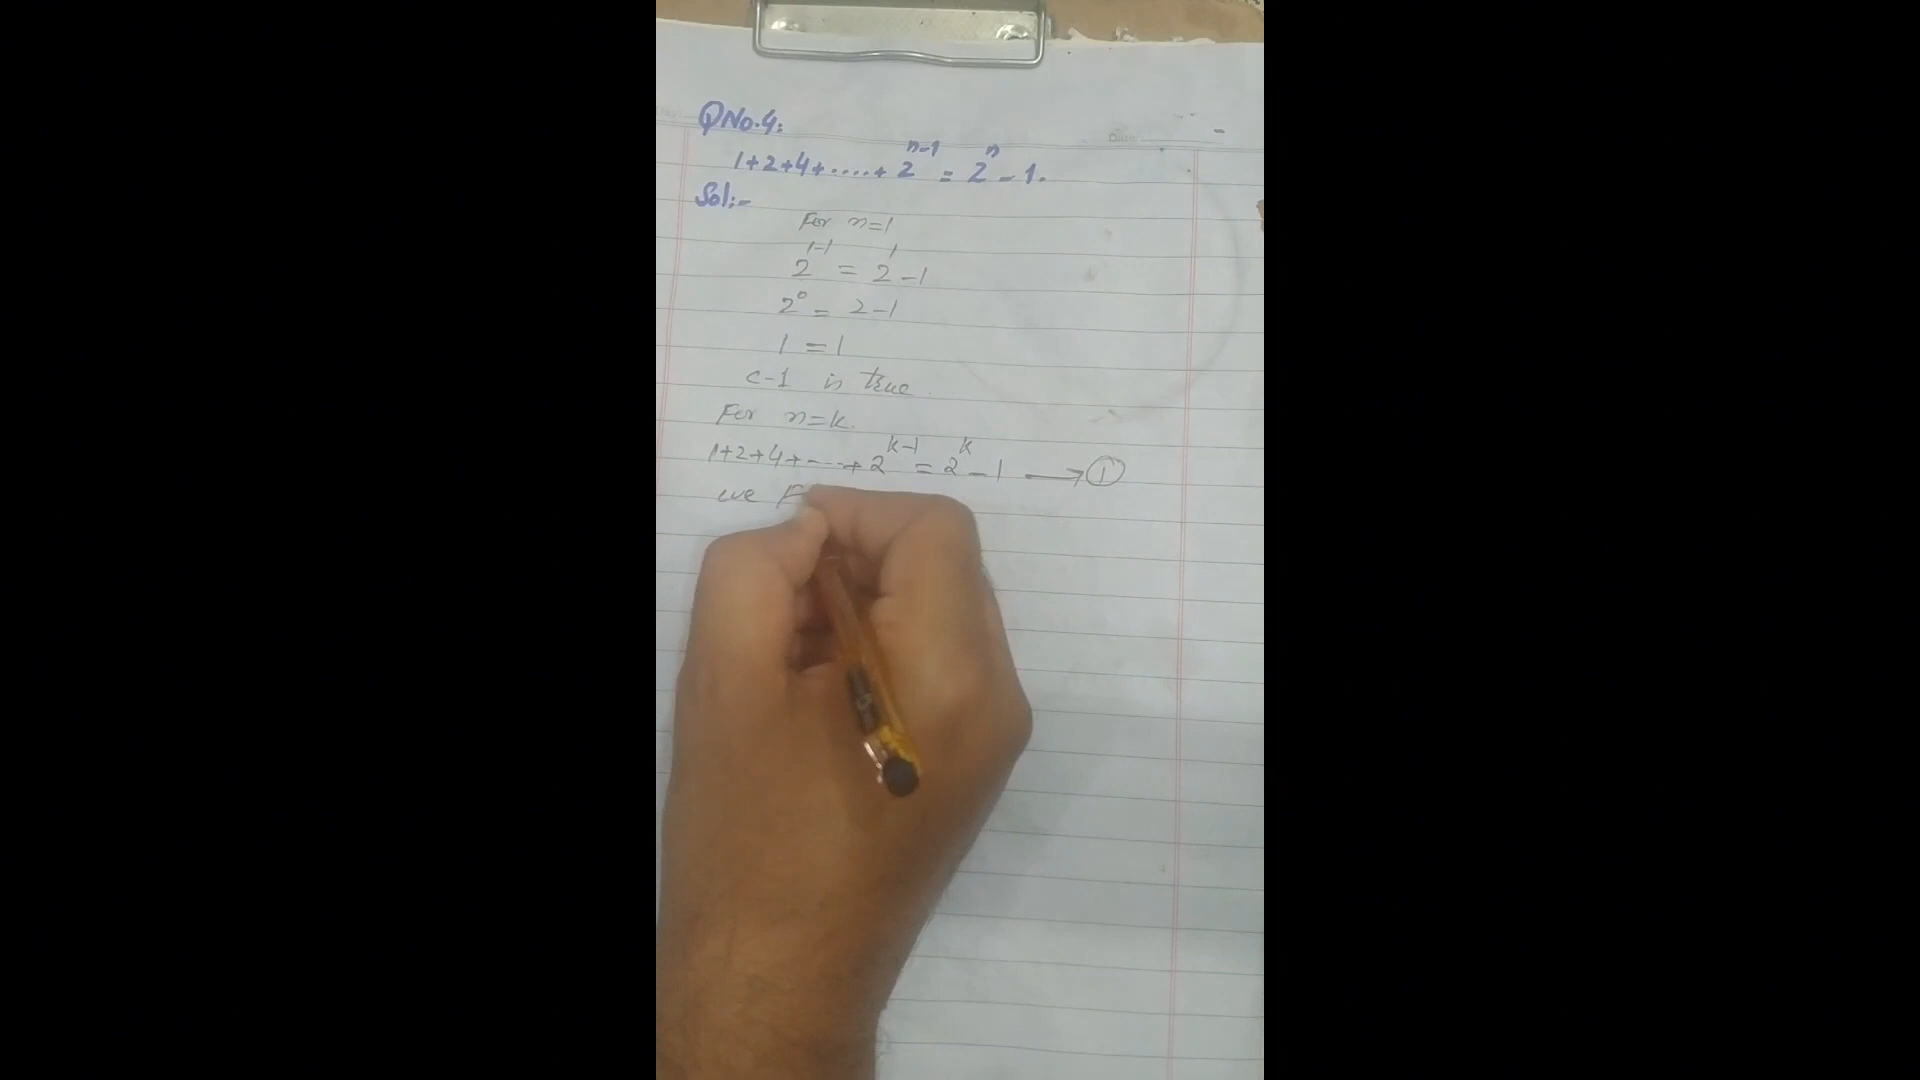 QNo.4:
1+2+4+.....+ 2^{n-1} = 2^n - 1.
Sol:-
For n=1
2^{1-1} = 2^1 - 1
2^0 = 2-1
1 = 1
c-1 is true.
For n=k.
1+2+4+----+ 2^{k-1} = 2^k - 1 → ①
we